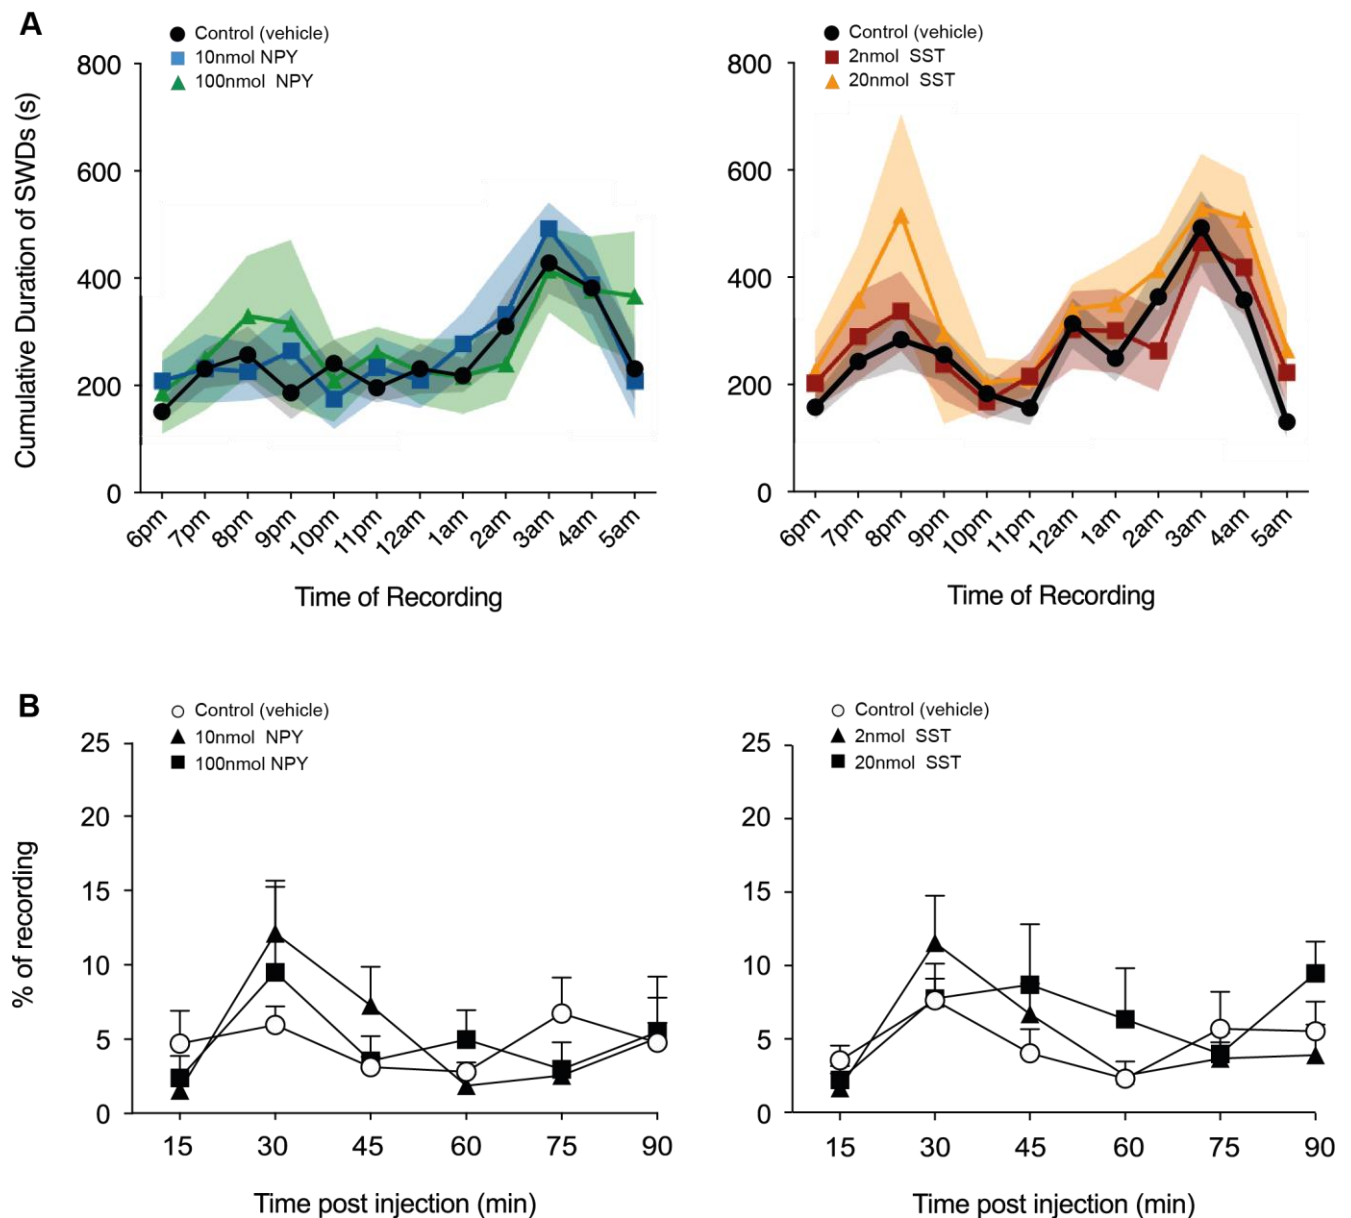 A
Control (vehicle)
10nmol NPY
100nmol NPY
Cumulative Duration of SWDs (s)
800
600
400
200
0
6pm
7pm
8pm
9pm
10pm
11pm
12am
1am
2am
3am
4am
5am
Time of Recording
Control (vehicle)
2nmol SST
20nmol SST
800
600
400
200
0
6pm
7pm
8pm
9pm
10pm
11pm
12am
1am
2am
3am
4am
5am
Time of Recording
B
Control (vehicle)
10nmol NPY
100nmol NPY
% of recording
25
20
15
10
5
0
15 30 45 60 75 90
Time post injection (min)
Control (vehicle)
2nmol SST
20nmol SST
25
20
15
10
5
0
15 30 45 60 75 90
Time post injection (min)